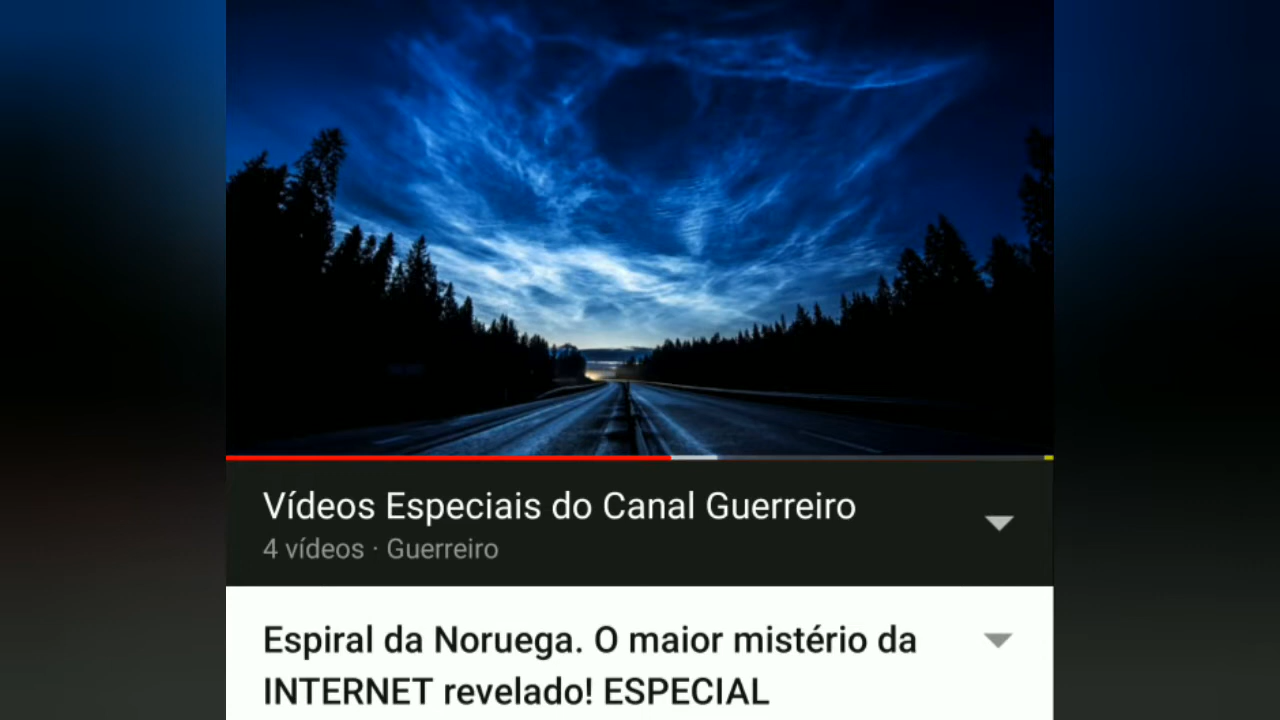 Vídeos Especiais do Canal Guerreiro
4 vídeos · Guerreiro
Espiral da Noruega. O maior mistério da
INTERNET revelado! ESPECIAL